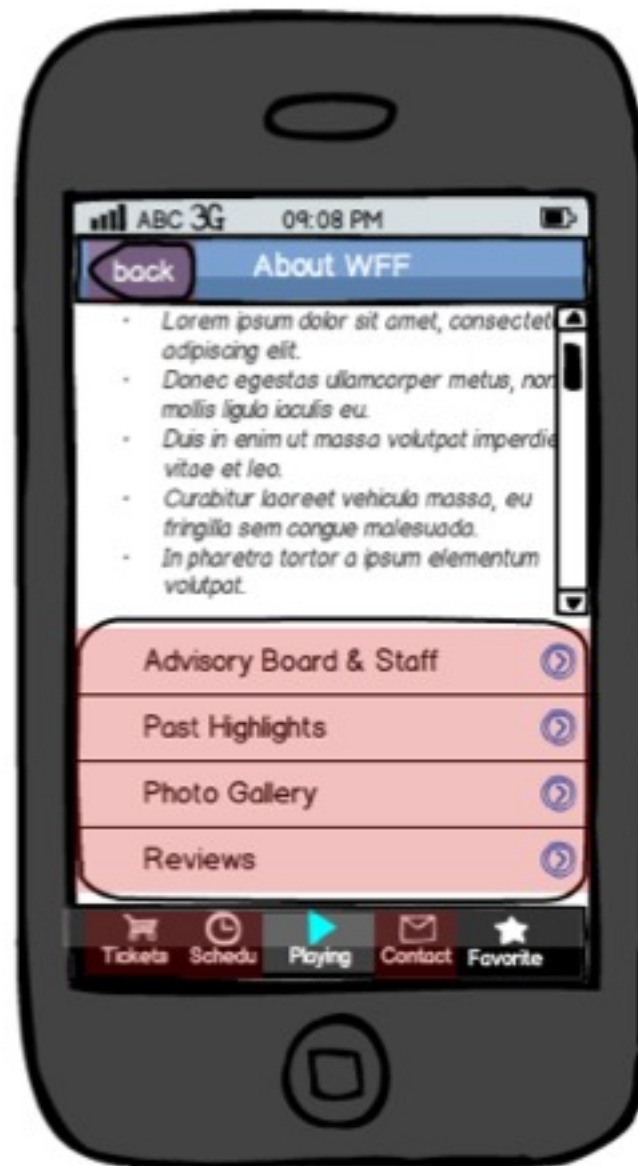 ABC 3G 09:08 PM
back About WFF
- Lorem ipsum dolor sit amet, consectet
adipiscing elit.
- Donec egestas ullamcorper metus, non
mollis ligula iaculis eu.
- Duis in enim ut massa volutpat imperdie
vitae et leo.
- Curabitur laoreet vehicula massa, eu
fringilla sem congue malesuada.
- In pharetra tortor a ipsum elementum
volutpat.
Advisory Board & Staff
Past Highlights
Photo Gallery
Reviews
Tickets Schedu Playing Contact Favorite